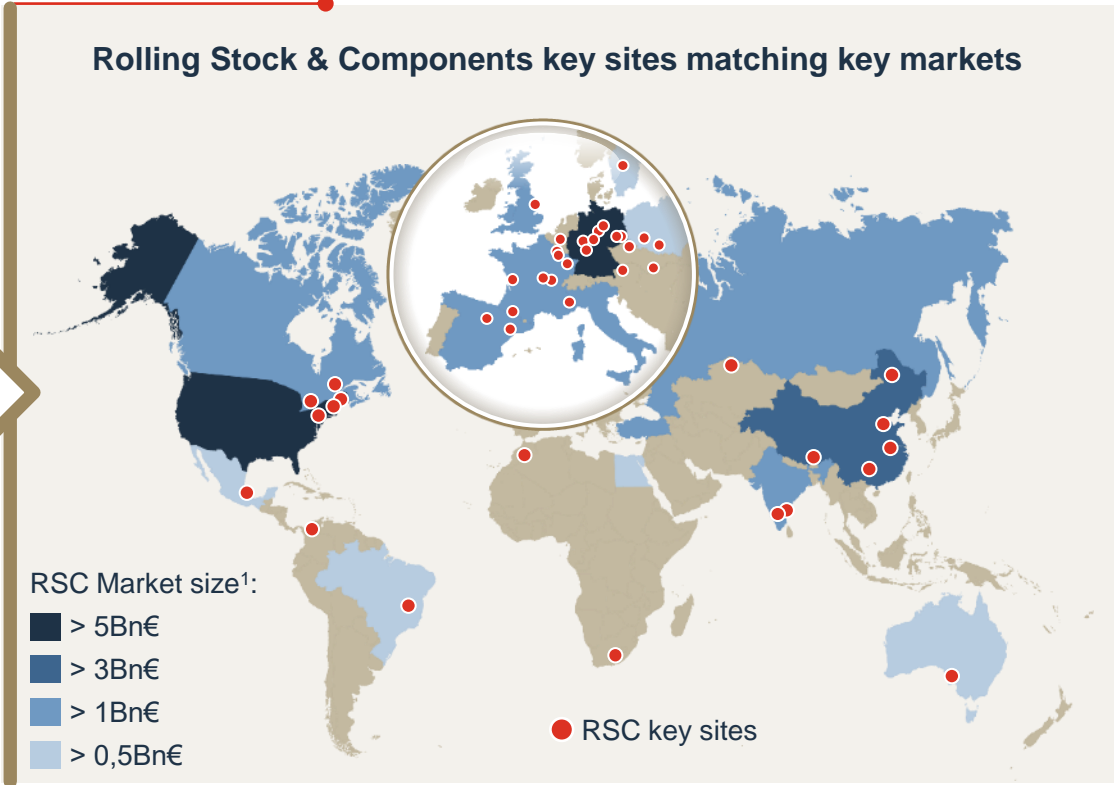 Rolling Stock & Components key sites matching key markets
RSC Market size¹:
> 5Bn€
> 3Bn€
> 1Bn€
> 0,5Bn€
RSC key sites